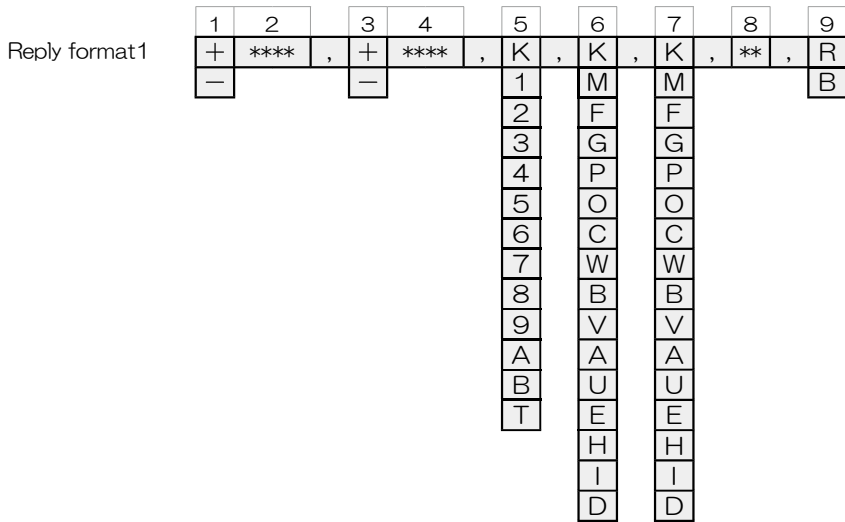 1 2 3 4 5 6 7 8 9
Reply format1 + **** , + **** , K , K , K , ** , R
− − 1 M M B
2 F F
3 G G
4 P P
5 O O
6 C C
7 W W
8 B B
9 V V
A A A
B U U
T E E
H H
I I
D D